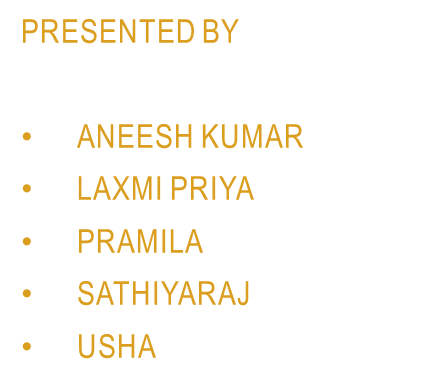 PRESENTED BY
• ANEESH KUMAR
• LAXMI PRIYA
• PRAMILA
• SATHIYARAJ
• USHA